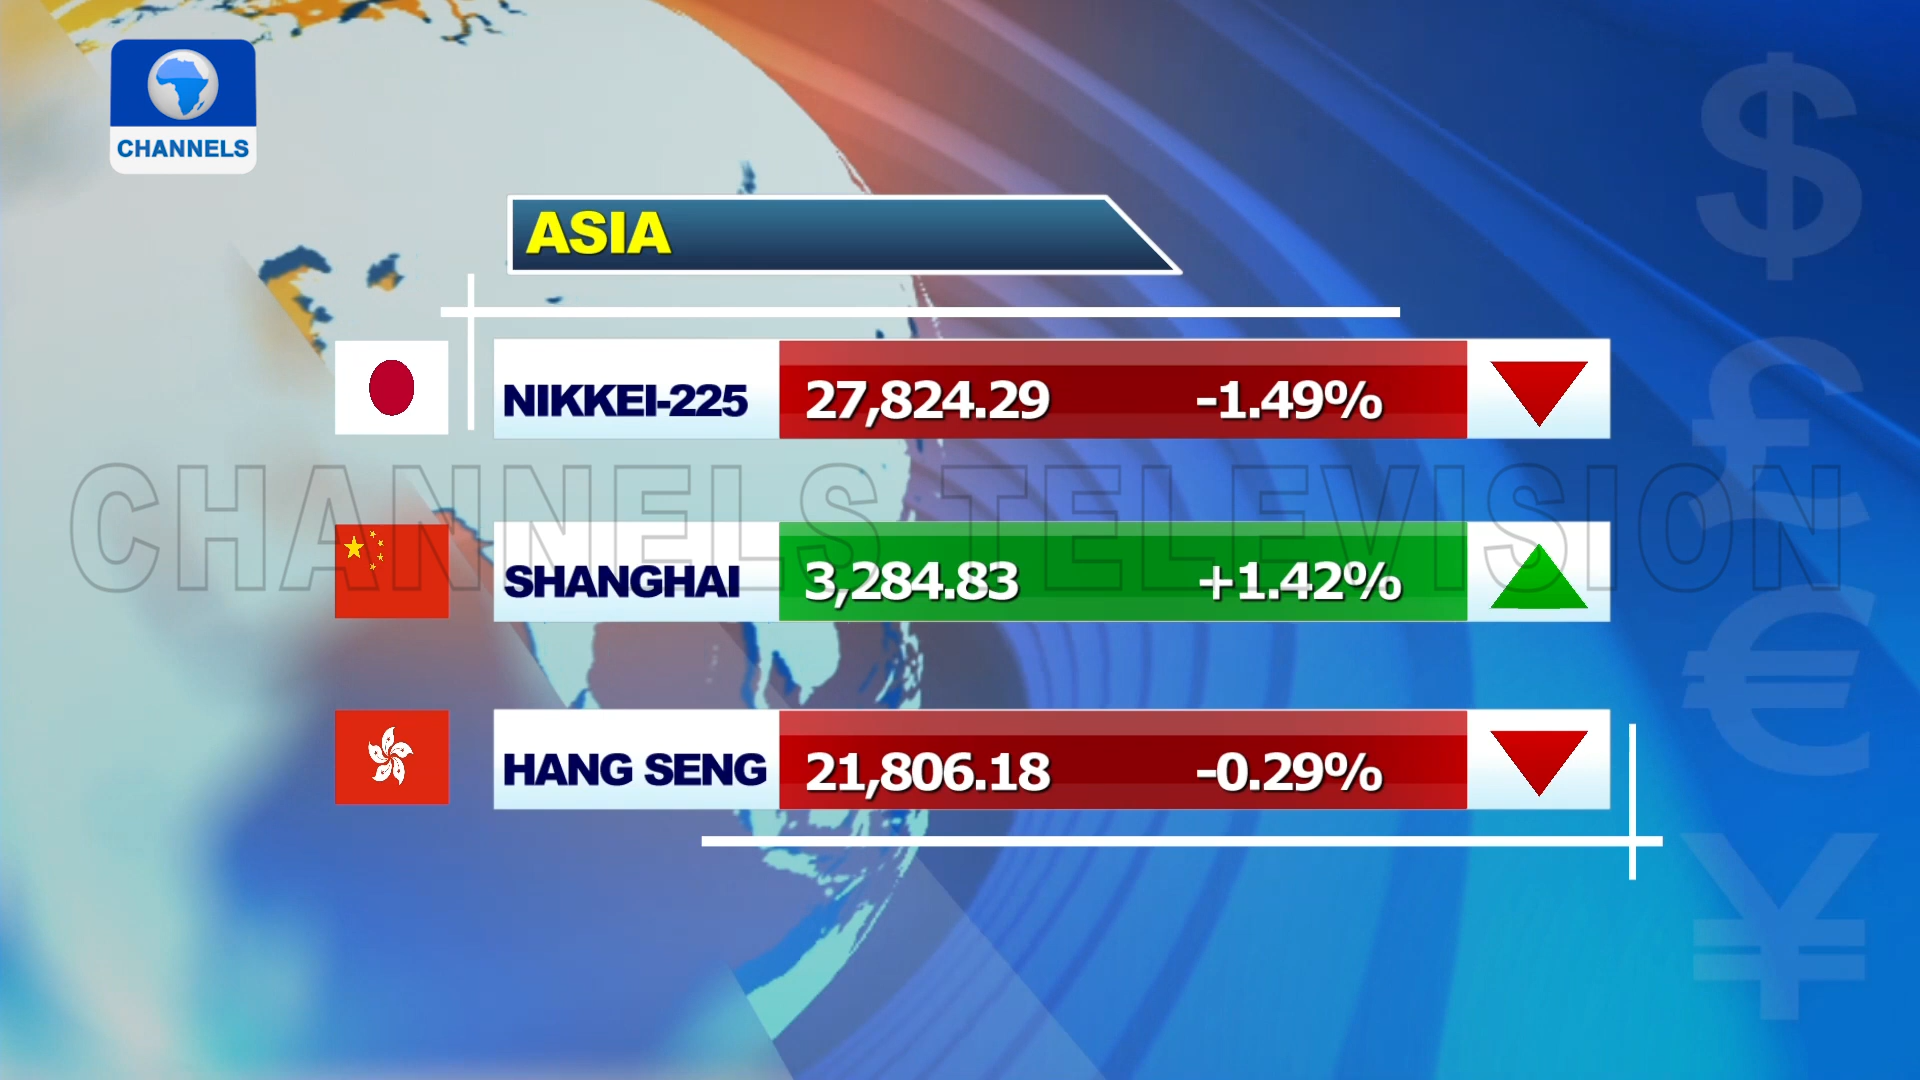 CHANNELS
ASIA
NIKKEI-225 27,824.29 -1.49%
CHANNELS TELEVISION
SHANGHAI 3,284.83 +1.42%
HANG SENG 21,806.18 -0.29%
$
£
€
¥